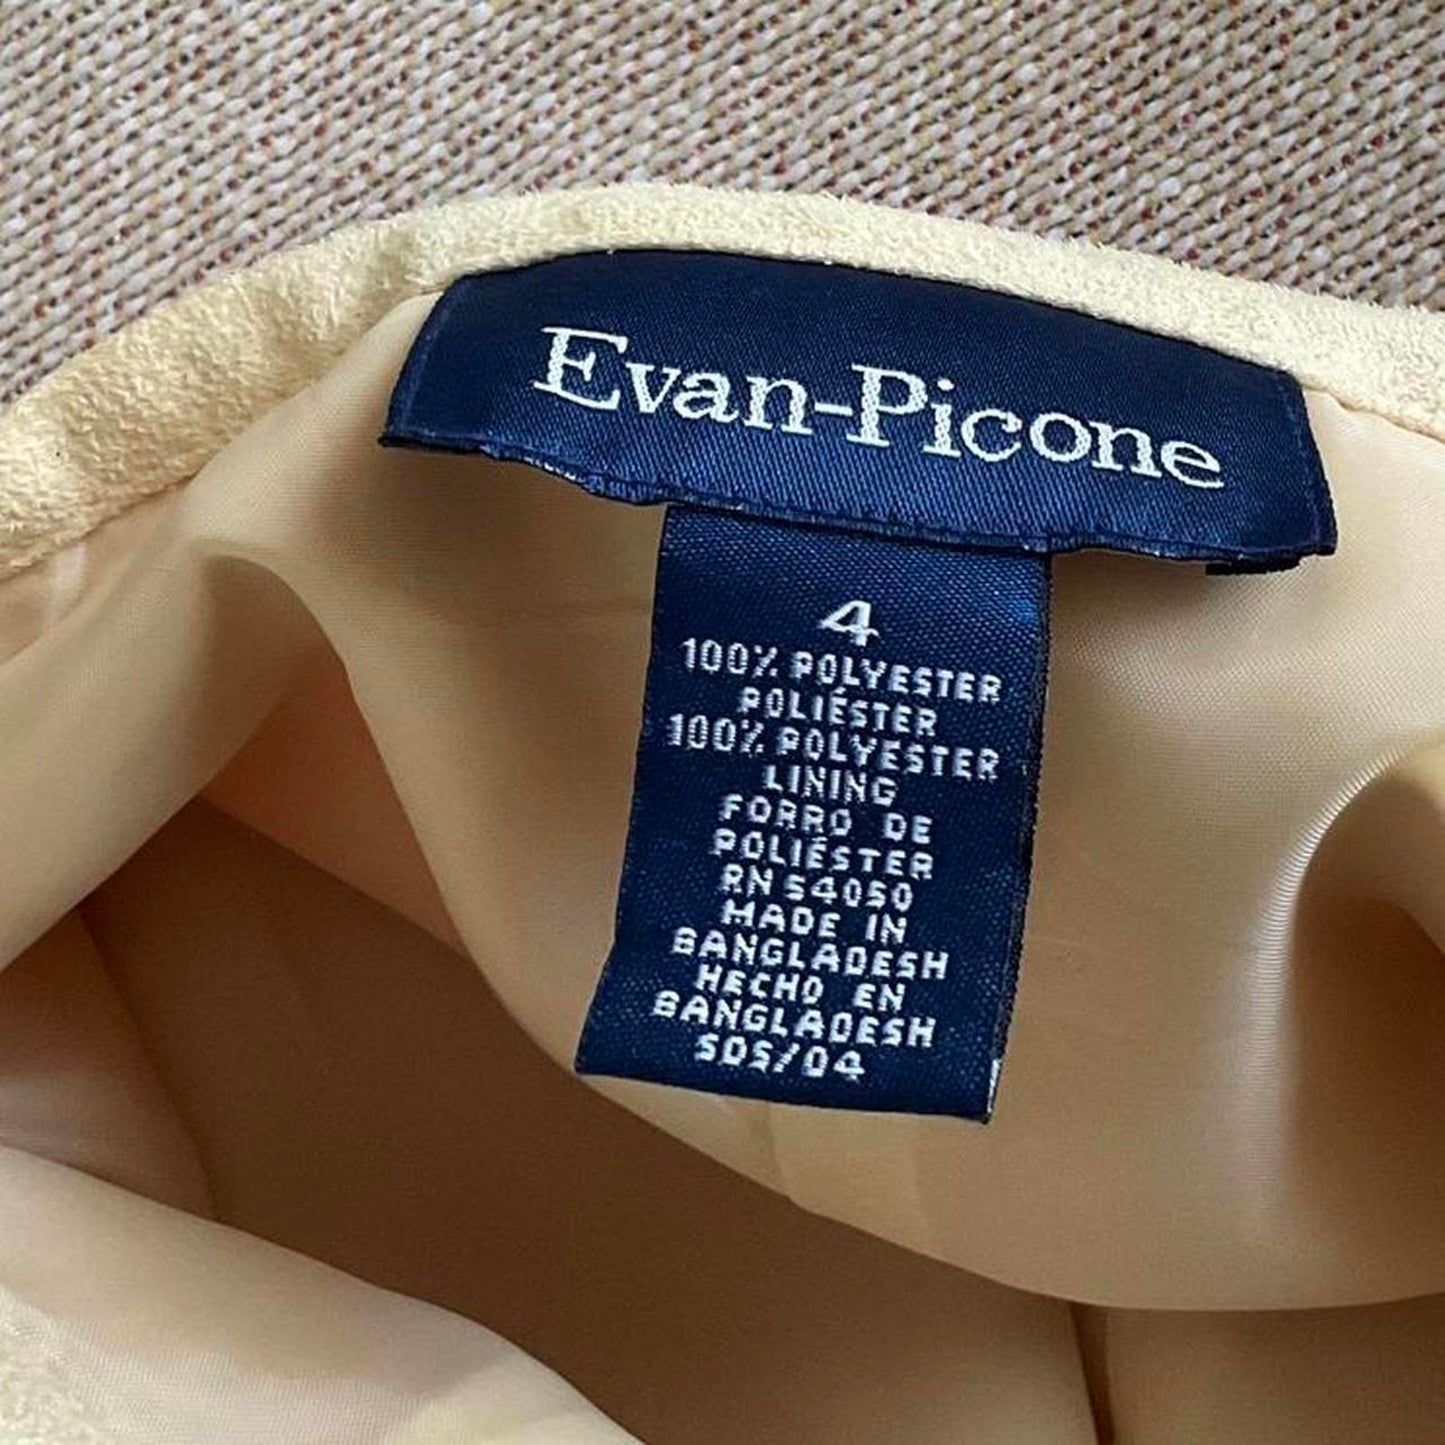 Evan-Picone
4
100% POLYESTER
POLIÉSTER
100% POLYESTER
LINING
FORRO DE
POLIÉSTER
RN 54050
MADE IN
BANGLADESH
HECHO EN
BANGLADESH
SDS/04